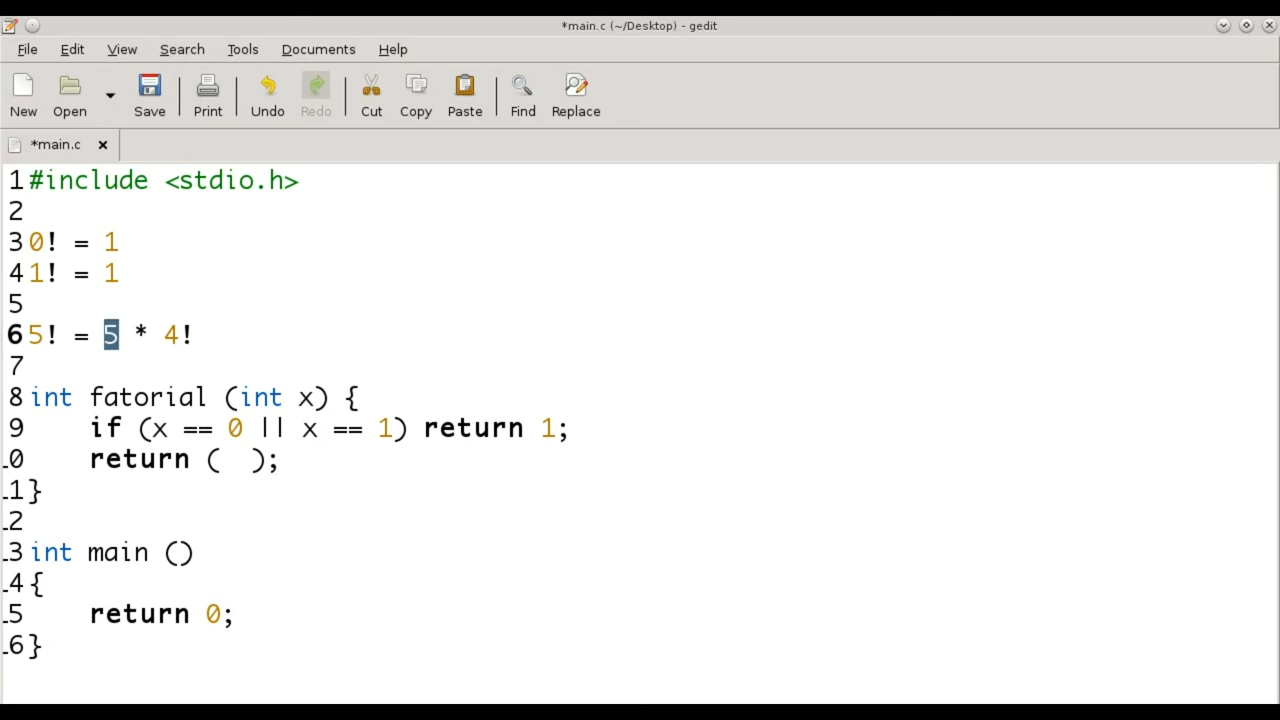 *main.c (~/Desktop) - gedit
File Edit View Search Tools Documents Help
New Open Save Print Undo Redo Cut Copy Paste Find Replace
*main.c
1 #include <stdio.h>
2
3 0! = 1
4 1! = 1
5
6 5! = 5 * 4!
7
8 int fatorial (int x) {
9     if (x == 0 || x == 1) return 1;
10     return (  );
11 }
12
13 int main ()
14 {
15     return 0;
16 }